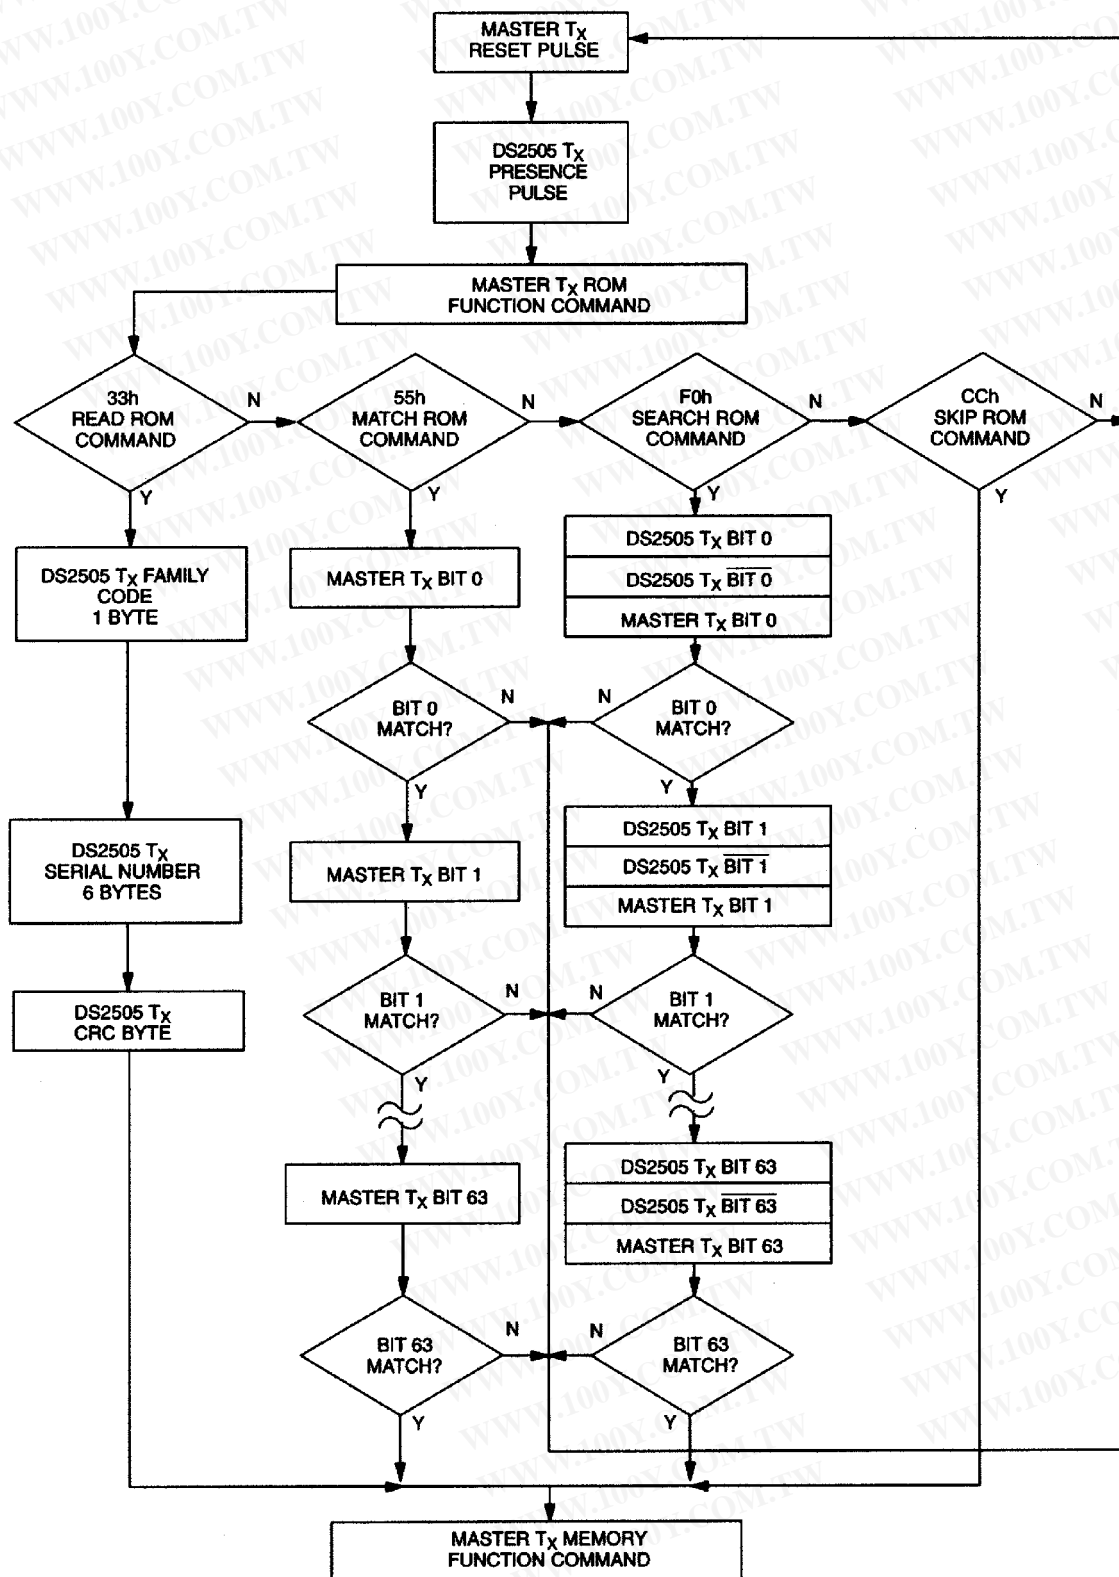 MASTER TX
RESET PULSE
DS2505 TX
PRESENCE
PULSE
MASTER TX ROM
FUNCTION COMMAND
33h
READ ROM
COMMAND
N
Y
55h
MATCH ROM
COMMAND
N
Y
F0h
SEARCH ROM
COMMAND
N
Y
CCh
SKIP ROM
COMMAND
N
Y
DS2505 TX FAMILY
CODE
1 BYTE
DS2505 TX
SERIAL NUMBER
6 BYTES
DS2505 TX
CRC BYTE
MASTER TX BIT 0
BIT 0
MATCH?
N
Y
MASTER TX BIT 1
BIT 1
MATCH?
N
Y
MASTER TX BIT 63
BIT 63
MATCH?
N
Y
DS2505 TX BIT 0
DS2505 TX BIT 0
MASTER TX BIT 0
N
BIT 0
MATCH?
Y
DS2505 TX BIT 1
DS2505 TX BIT 1
MASTER TX BIT 1
N
BIT 1
MATCH?
Y
DS2505 TX BIT 63
DS2505 TX BIT 63
MASTER TX BIT 63
N
BIT 63
MATCH?
Y
MASTER TX MEMORY
FUNCTION COMMAND
WWW.100Y.COM.TW